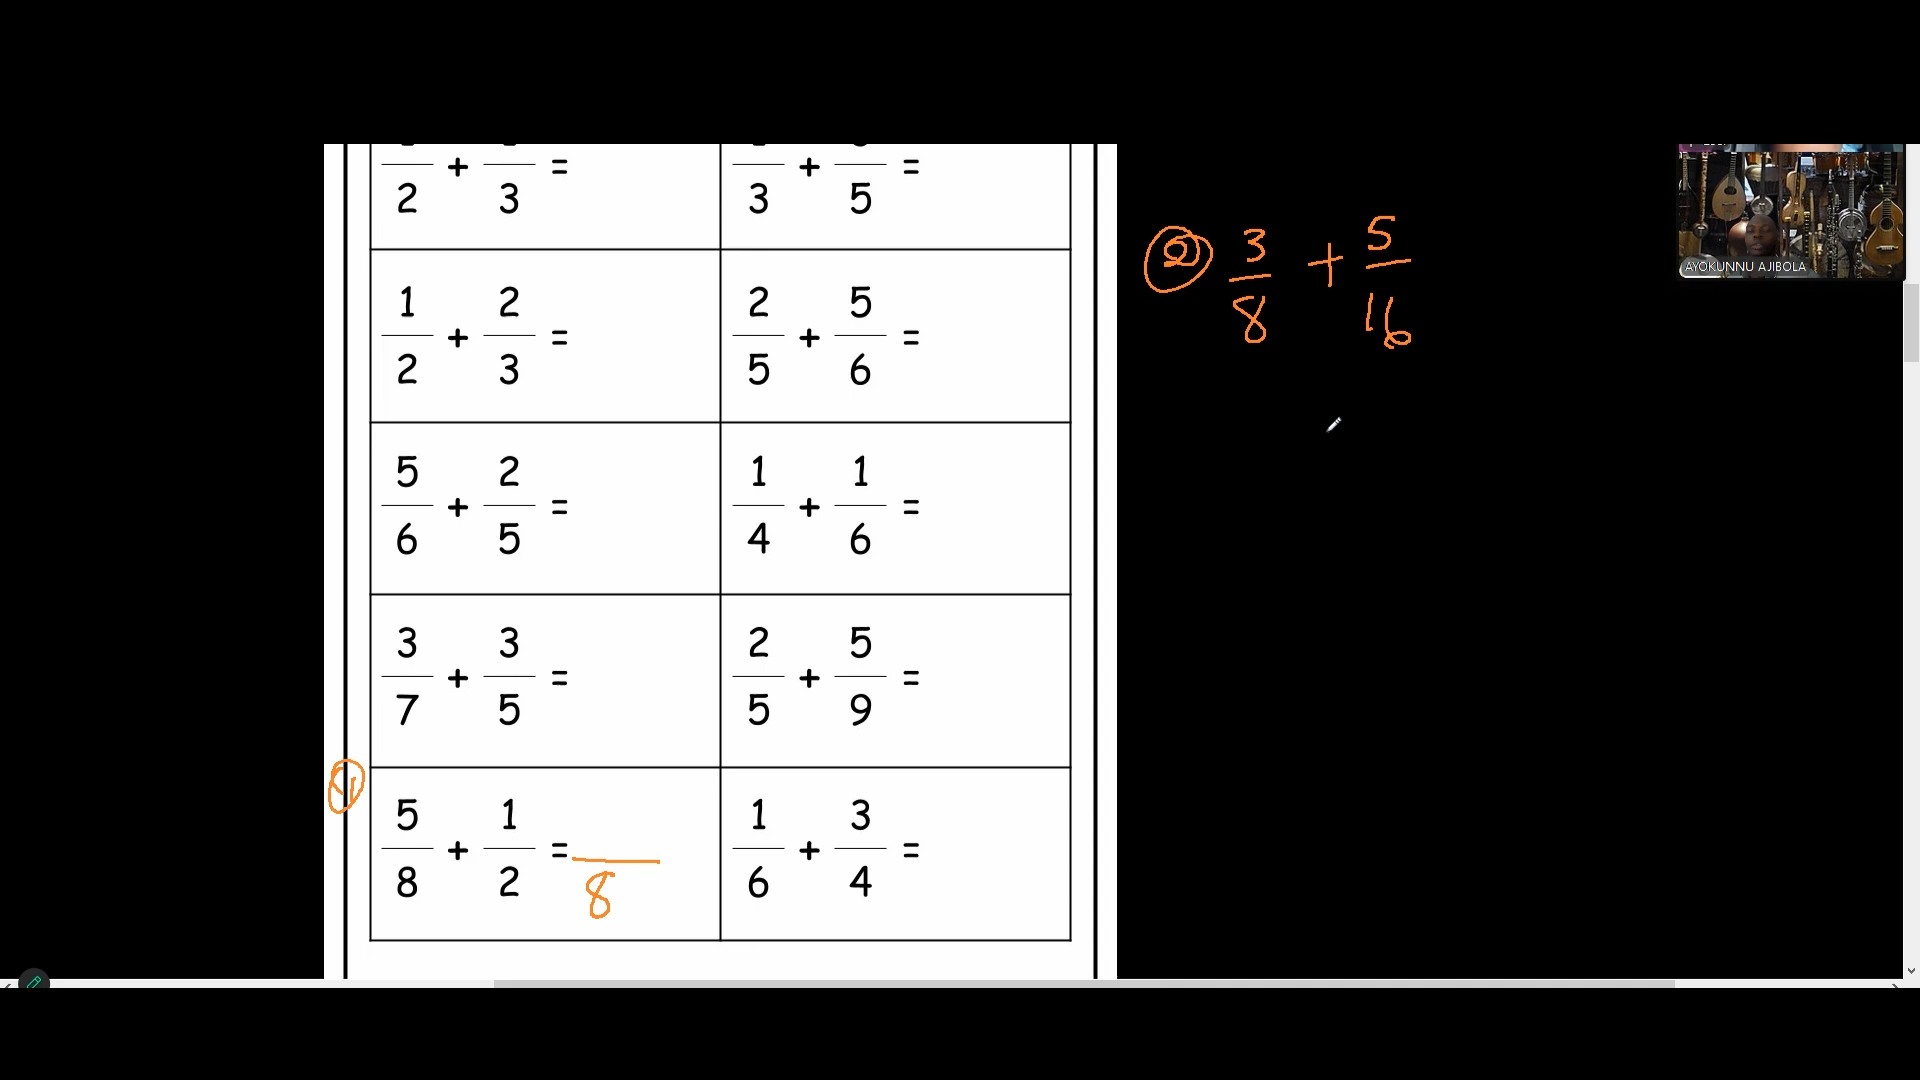 + = + =
2 3 3 5
② 3/8 + 5/16
AYOKUNNU AJIBOLA
1/2 + 2/3 = 2/5 + 5/6 =
5/6 + 2/5 = 1/4 + 1/6 =
3/7 + 3/5 = 2/5 + 5/9 =
① 5/8 + 1/2 = /8 1/6 + 3/4 =